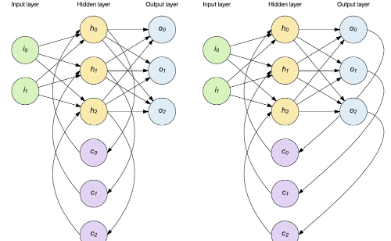 Input layer Hidden layer Output layer Input layer Hidden layer Output layer
h0 o0 h0 o0
i0 i0
h1 o1 h1 o1
i1 i1
h2 o2 h2 o2
c0 c0
c1 c1
c2 c2